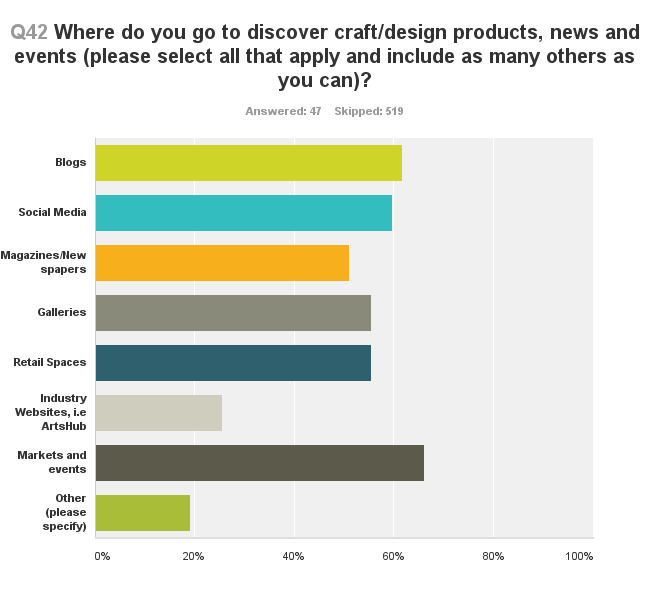 Q42 Where do you go to discover craft/design products, news and
events (please select all that apply and include as many others as
you can)?
Answered: 47 Skipped: 519
Blogs
Social Media
Magazines/New
spapers
Galleries
Retail Spaces
Industry
Websites, i.e
ArtsHub
Markets and
events
Other
(please
specify)
0% 20% 40% 60% 80% 100%